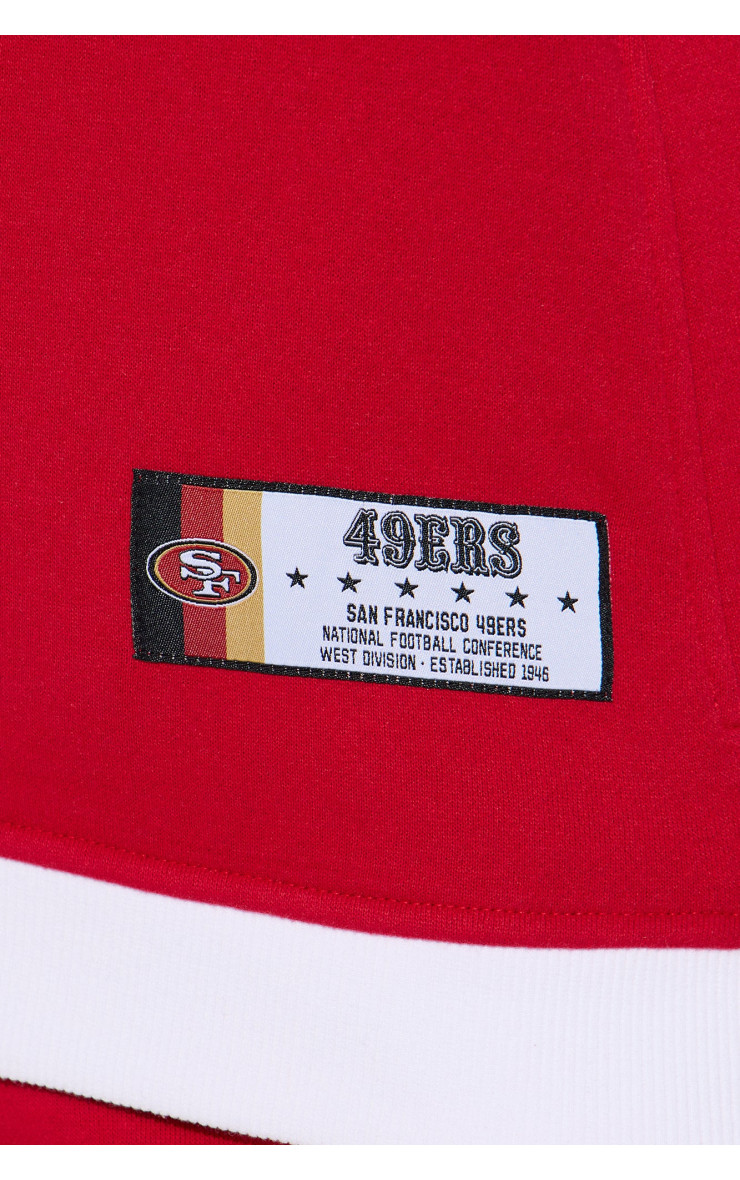 SF
49ERS
SAN FRANCISCO 49ERS
NATIONAL FOOTBALL CONFERENCE
WEST DIVISION · ESTABLISHED 1946